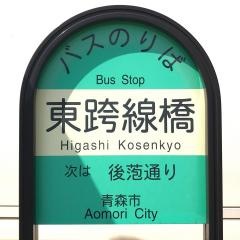 バスのりば
Bus Stop
東跨線橋
Higashi Kosenkyo
次は 後萢通り
青森市
Aomori City